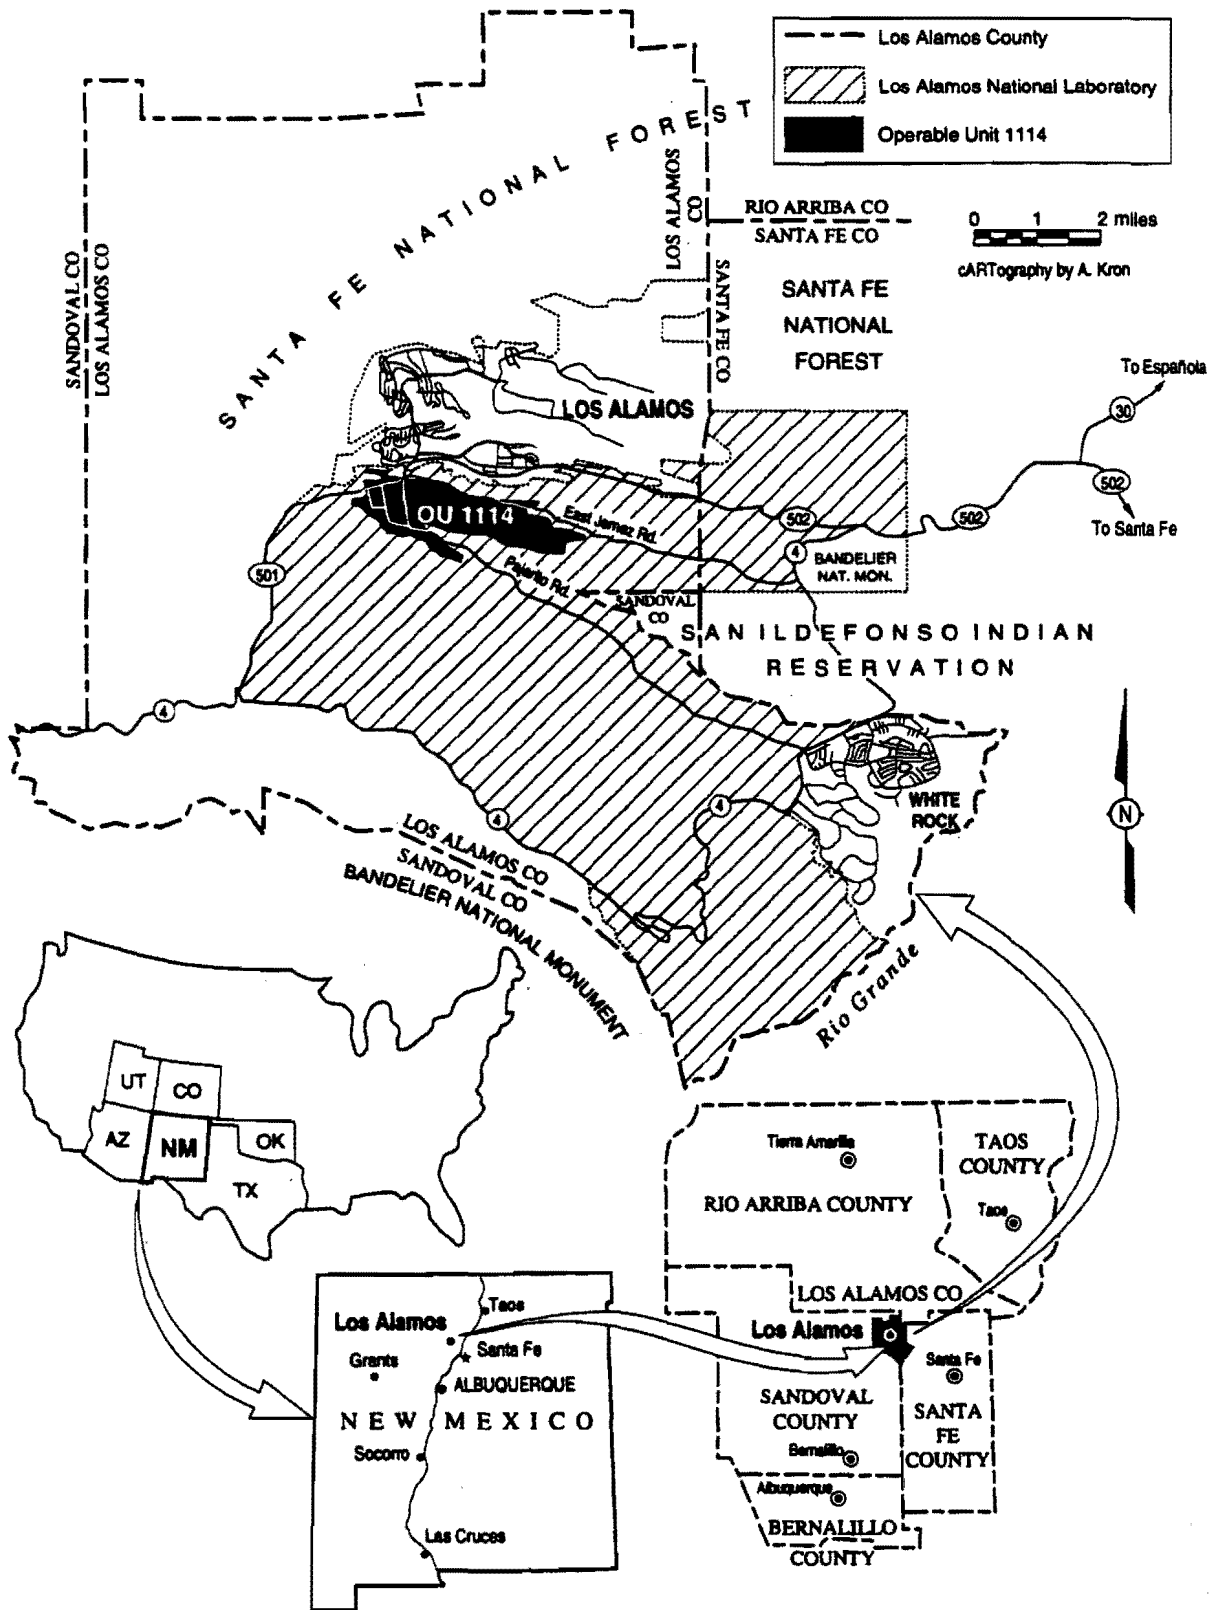 Los Alamos County
Los Alamos National Laboratory
Operable Unit 1114
SANTA FE NATIONAL FOREST
LOS ALAMOS CO
RIO ARRIBA CO
SANTA FE CO
0 1 2 miles
cARTography by A. Kron
SANDOVAL CO
LOS ALAMOS CO
SANTA FE CO
SANTA FE
NATIONAL
FOREST
To Española
30
LOS ALAMOS
502
To Santa Fe
OU 1114
East Jemez Rd.
502
502
4
BANDELIER
NAT. MON.
501
Pajarito Rd.
SANDOVAL
CO
SAN ILDEFONSO INDIAN
RESERVATION
4
WHITE
ROCK
4
4
N
LOS ALAMOS CO
SANDOVAL CO
BANDELIER NATIONAL MONUMENT
Rio Grande
UT
CO
AZ
NM
OK
TX
Tierra Amarilla
TAOS
COUNTY
RIO ARRIBA COUNTY
Taos
LOS ALAMOS CO
Los Alamos
Santa Fe
SANDOVAL
COUNTY
SANTA
FE
COUNTY
Bernalillo
Albuquerque
BERNALILLO
COUNTY
Taos
Los Alamos
Santa Fe
Grants
ALBUQUERQUE
NEW MEXICO
Socorro
Las Cruces